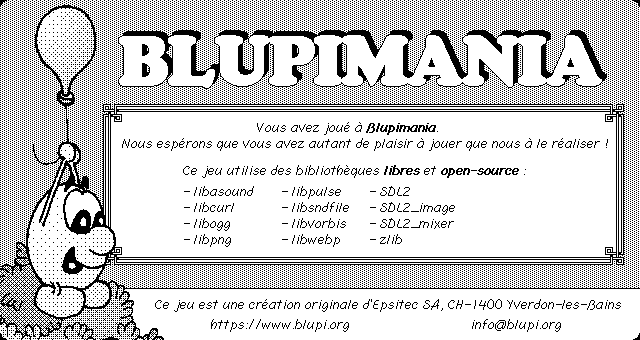 BLUPIMANIA
Vous avez joué à Blupimania.
Nous espérons que vous avez autant de plaisir à jouer que nous à le réaliser !
Ce jeu utilise des bibliothèques libres et open-source :
- libasound - libpulse - SDL2
- libcurl - libsndfile - SDL2_image
- libogg - libvorbis - SDL2_mixer
- libpng - libwebp - zlib
Ce jeu est une création originale d'Epsitec SA, CH-1400 Yverdon-les-Bains
https://www.blupi.org info@blupi.org